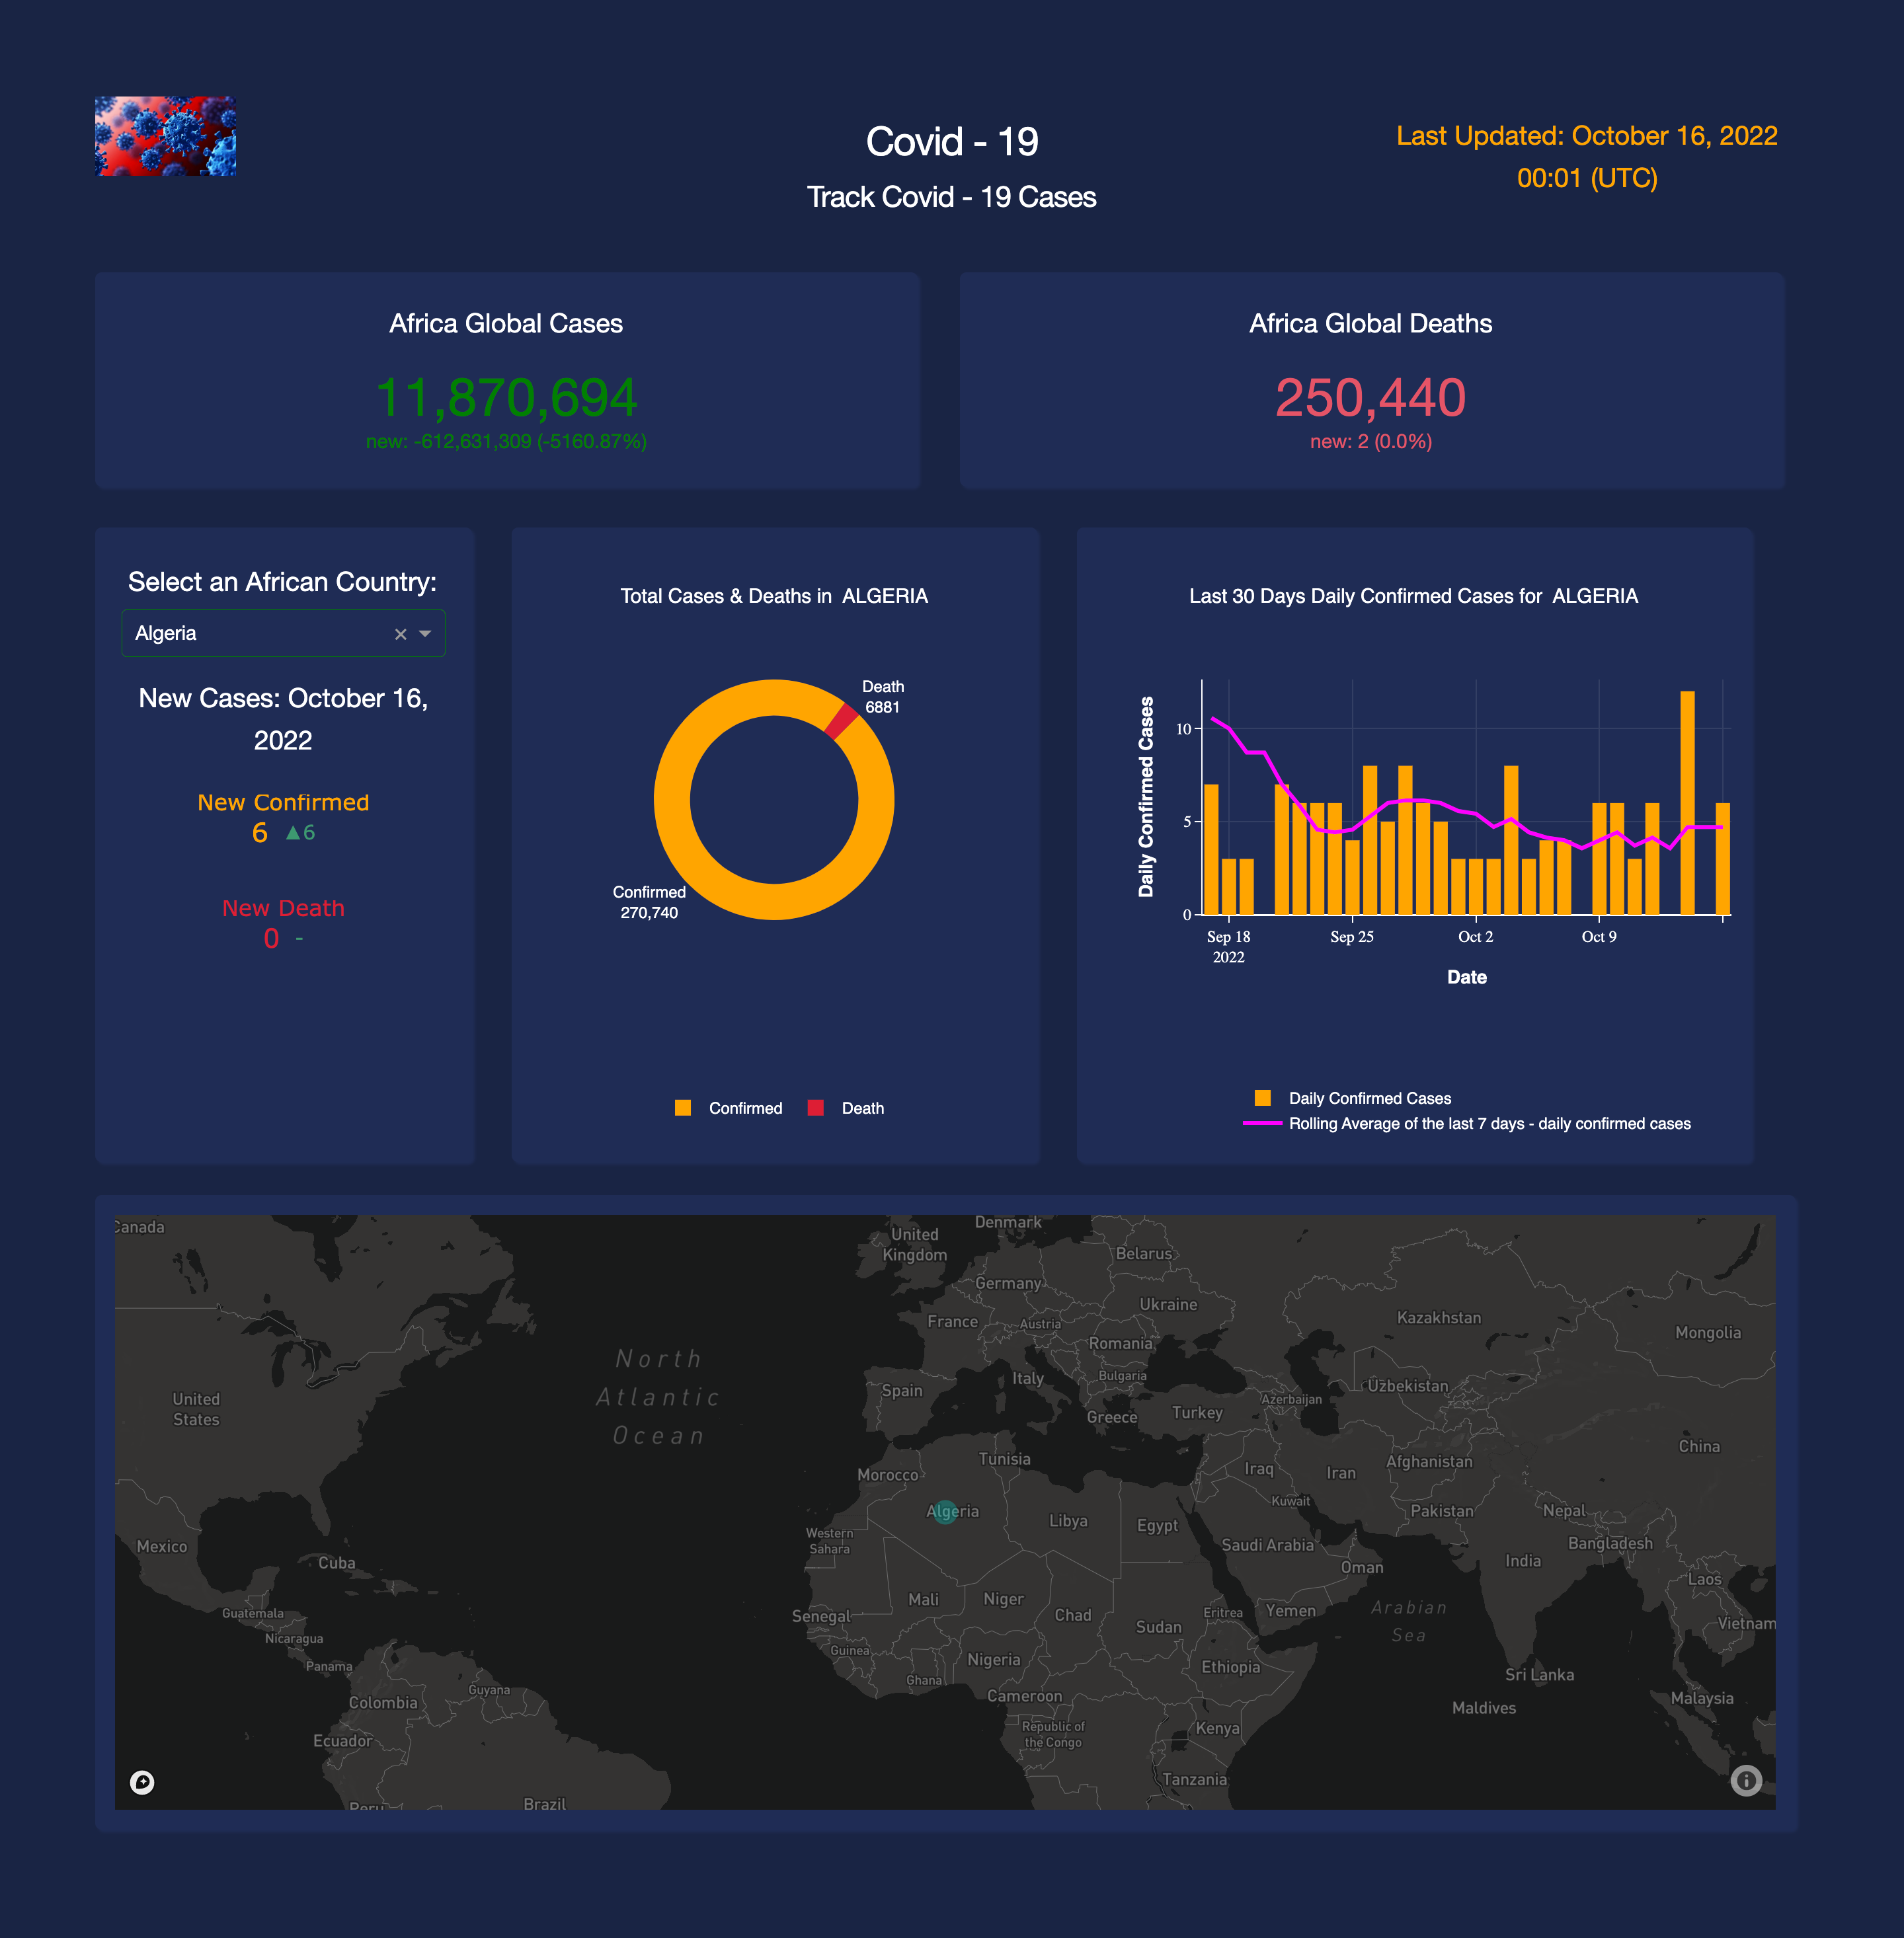 Covid - 19
Track Covid - 19 Cases
Last Updated: October 16, 2022
00:01 (UTC)
Africa Global Cases
11,870,694
new: -612,631,309 (-5160.87%)
Africa Global Deaths
250,440
new: 2 (0.0%)
Select an African Country:
Algeria
New Cases: October 16,
2022
New Confirmed
6 ▲6
New Death
0 -
Total Cases & Deaths in ALGERIA
Death
6881
Confirmed
270,740
Confirmed
Death
Last 30 Days Daily Confirmed Cases for ALGERIA
Daily Confirmed Cases
10
5
0
Sep 18
2022
Sep 25
Oct 2
Oct 9
Date
Daily Confirmed Cases
Rolling Average of the last 7 days - daily confirmed cases
Canada
United
Kingdom
Denmark
Belarus
Germany
Ukraine
France
Austria
Kazakhstan
Mongolia
Romania
North
Atlantic
Ocean
Italy
Bulgaria
Spain
Uzbekistan
Azerbaijan
United
States
Greece
Turkey
China
Tunisia
Morocco
Iraq
Iran
Afghanistan
Kuwait
Algeria
Libya
Egypt
Pakistan
Nepal
Western
Sahara
Saudi Arabia
Bangladesh
Mexico
Cuba
Oman
India
Laos
Mali
Niger
Chad
Senegal
Eritrea
Yemen
Arabian
Sea
Guatemala
Sudan
Vietnam
Nicaragua
Guinea
Nigeria
Ethiopia
Panama
Ghana
Sri Lanka
Guyana
Colombia
Cameroon
Maldives
Malaysia
Republic of
the Congo
Kenya
Ecuador
Tanzania
Peru
Brazil